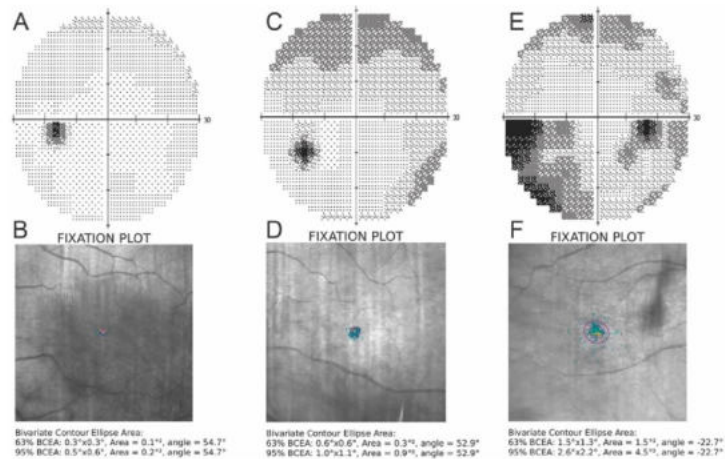 A
C
E
30
30
30
B
D
F
FIXATION PLOT
FIXATION PLOT
FIXATION PLOT
Bivariate Contour Ellipse Area:
63% BCEA: 0.3°x0.3°, Area = 0.1°², angle = 54.7°
95% BCEA: 0.5°x0.6°, Area = 0.2°², angle = 54.7°
Bivariate Contour Ellipse Area:
63% BCEA: 0.6°x0.6°, Area = 0.3°², angle = 52.9°
95% BCEA: 1.0°x1.1°, Area = 0.9°², angle = 52.9°
Bivariate Contour Ellipse Area:
63% BCEA: 1.5°x1.3°, Area = 1.5°², angle = -22.7°
95% BCEA: 2.6°x2.2°, Area = 4.5°², angle = -22.7°